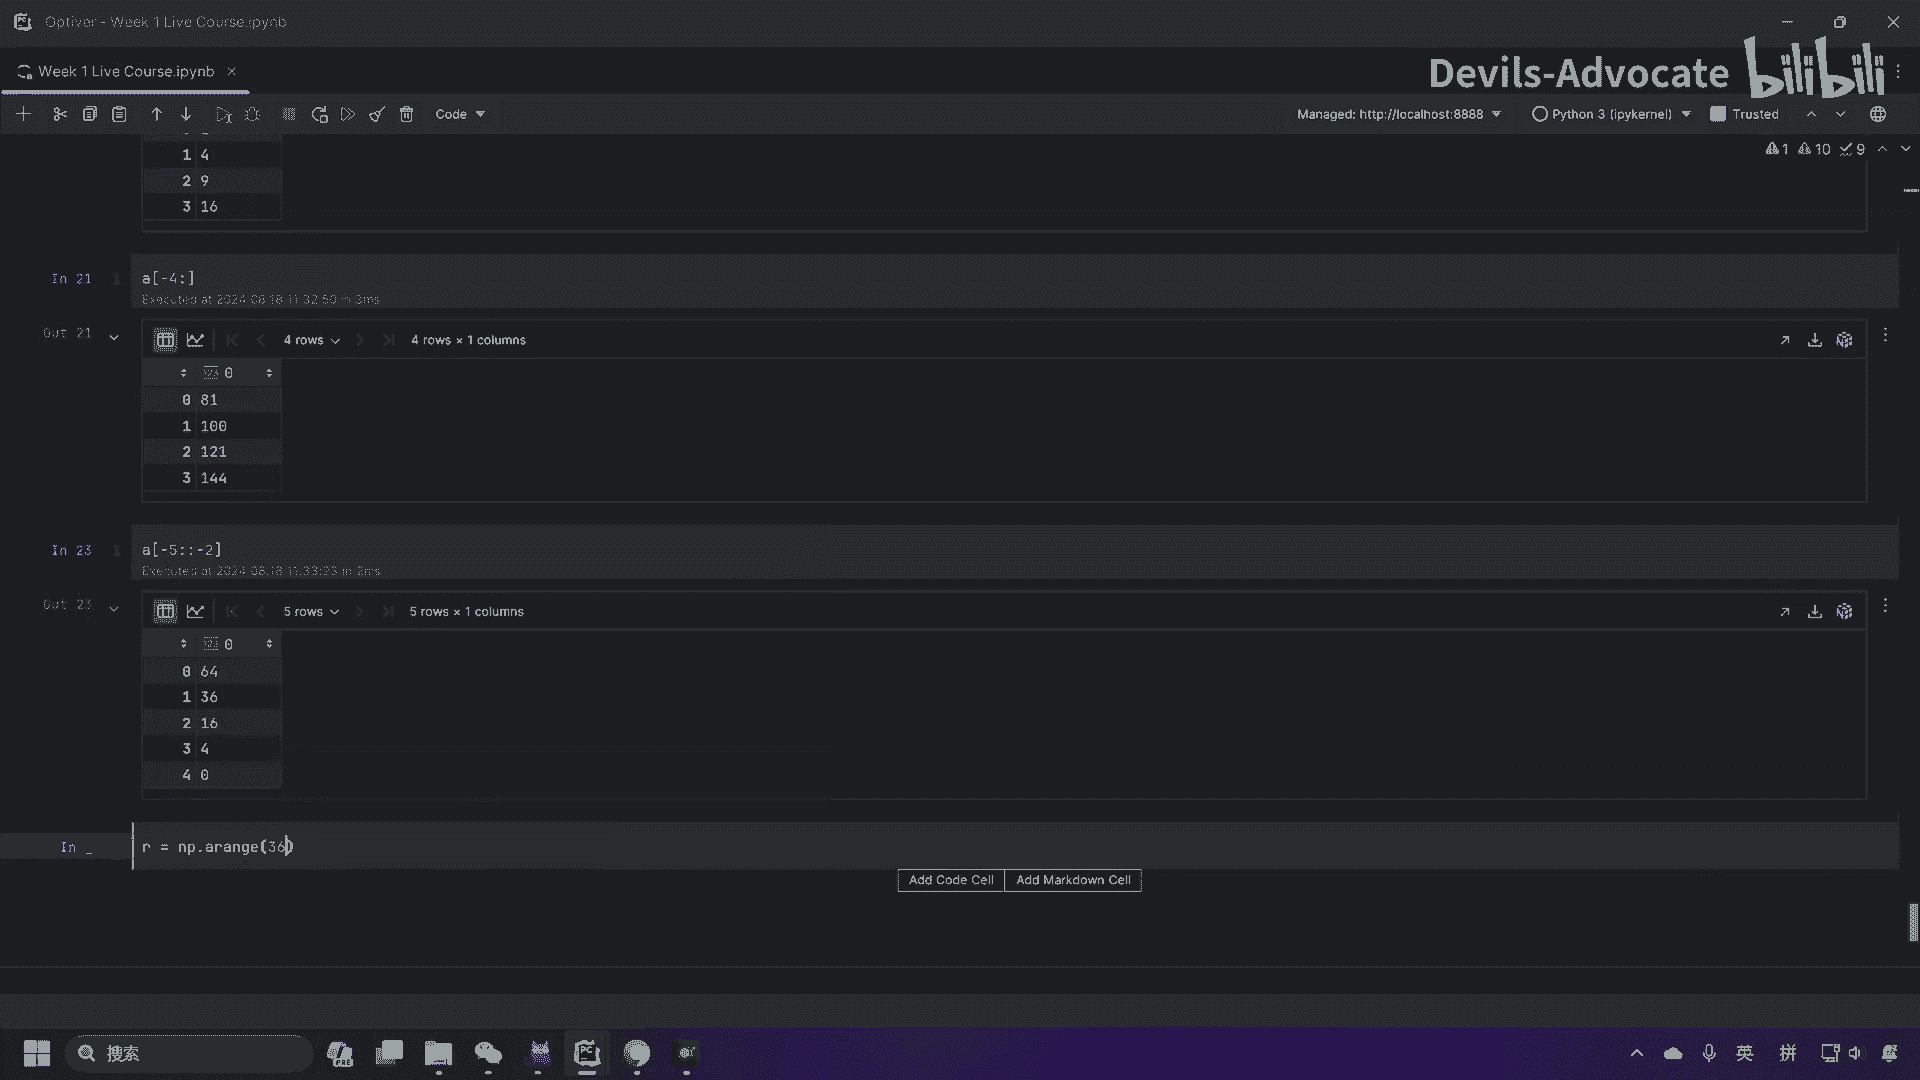 Optiver - Week 1 Live Course.ipynb
Week 1 Live Course.ipynb
Devils-Advocate bilibili
Code
Managed: http://localhost:8888
Python 3 (ipykernel)
Trusted
1 10 9
1 4
2 9
3 16
In 21
a[-4:]
Executed at 2024.08.18 11:32:50 in 3ms
Out 21
4 rows
4 rows × 1 columns
123 0
0 81
1 100
2 121
3 144
In 23
a[-5::-2]
Executed at 2024.08.18 11:33:23 in 2ms
Out 23
5 rows
5 rows × 1 columns
123 0
0 64
1 36
2 16
3 4
4 0
In _
r = np.arange(36)
Add Code Cell
Add Markdown Cell
搜索
PRE
PC
英
拼